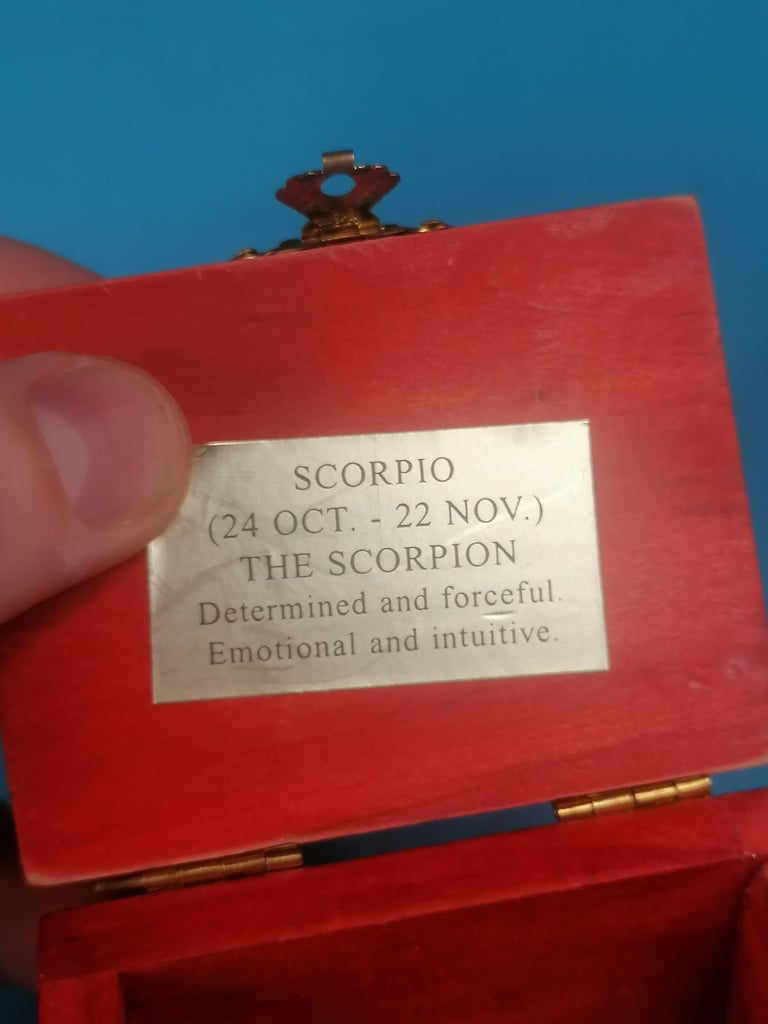 SCORPIO
(24 OCT. - 22 NOV.)
THE SCORPION
Determined and forceful.
Emotional and intuitive.